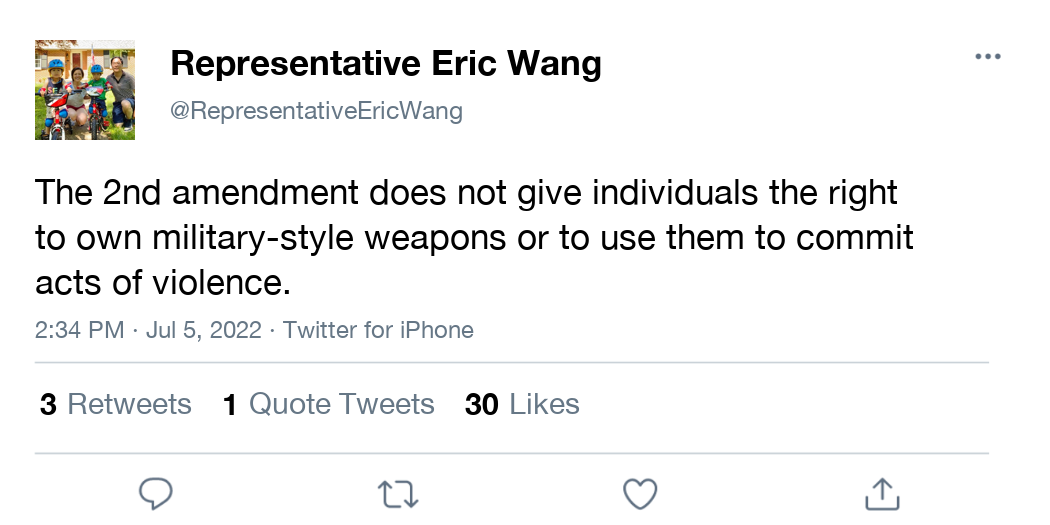 Representative Eric Wang
@RepresentativeEricWang
The 2nd amendment does not give individuals the right
to own military-style weapons or to use them to commit
acts of violence.
2:34 PM · Jul 5, 2022 · Twitter for iPhone
3 Retweets 1 Quote Tweets 30 Likes